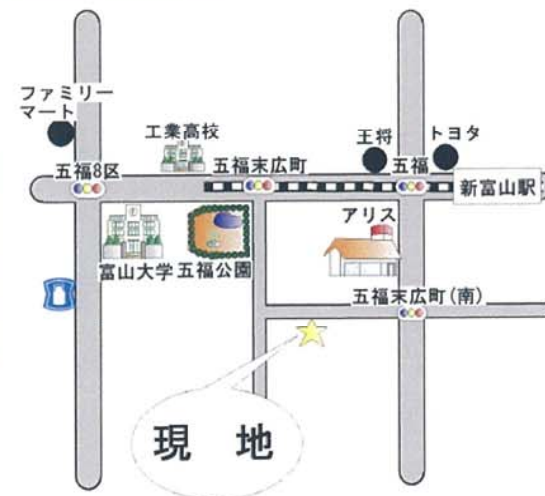 ファミリー
マート
工業高校
王将
トヨタ
五福8区
五福末広町
五福
新富山駅
アリス
富山大学
五福公園
五福末広町(南)
現 地